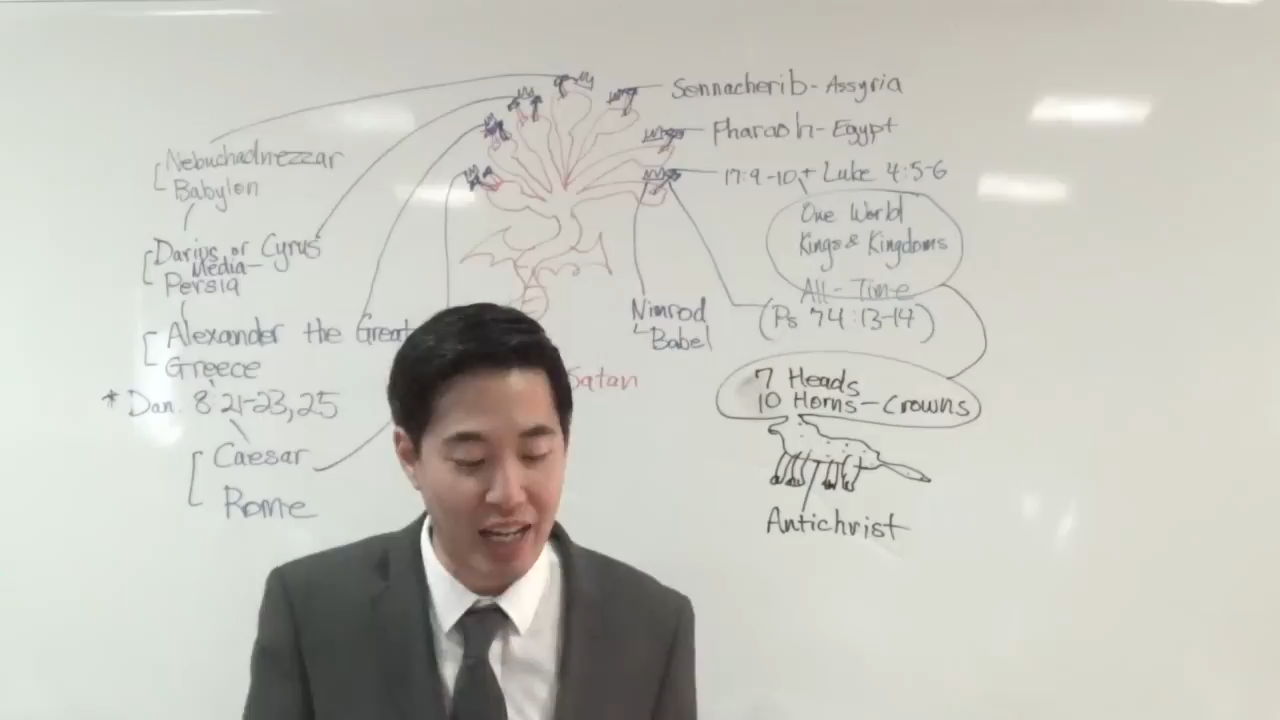 Sennacherib - Assyria
Pharaoh - Egypt
17:9-10, + Luke 4:5-6
One World
Kings & Kingdoms
All-Time
(Ps 74:13-14)
Nebuchadnezzar
Babylon
Darius or Cyrus
Media-
Persia
Alexander the Great
Greece
* Dan. 8:21-23, 25
Caesar
Rome
Nimrod
Babel
Satan
7 Heads
10 Horns - Crowns
Antichrist